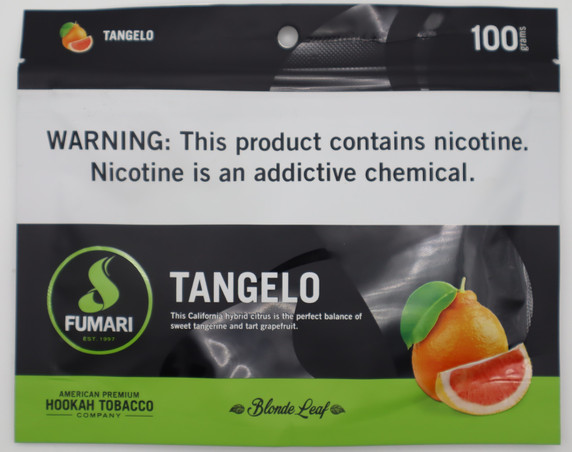 TANGELO
100 grams
WARNING: This product contains nicotine.
Nicotine is an addictive chemical.
FUMARI
EST. 1997
TANGELO
This California hybrid citrus is the perfect balance of
sweet tangerine and tart grapefruit.
AMERICAN PREMIUM
HOOKAH TOBACCO
COMPANY
Blonde Leaf